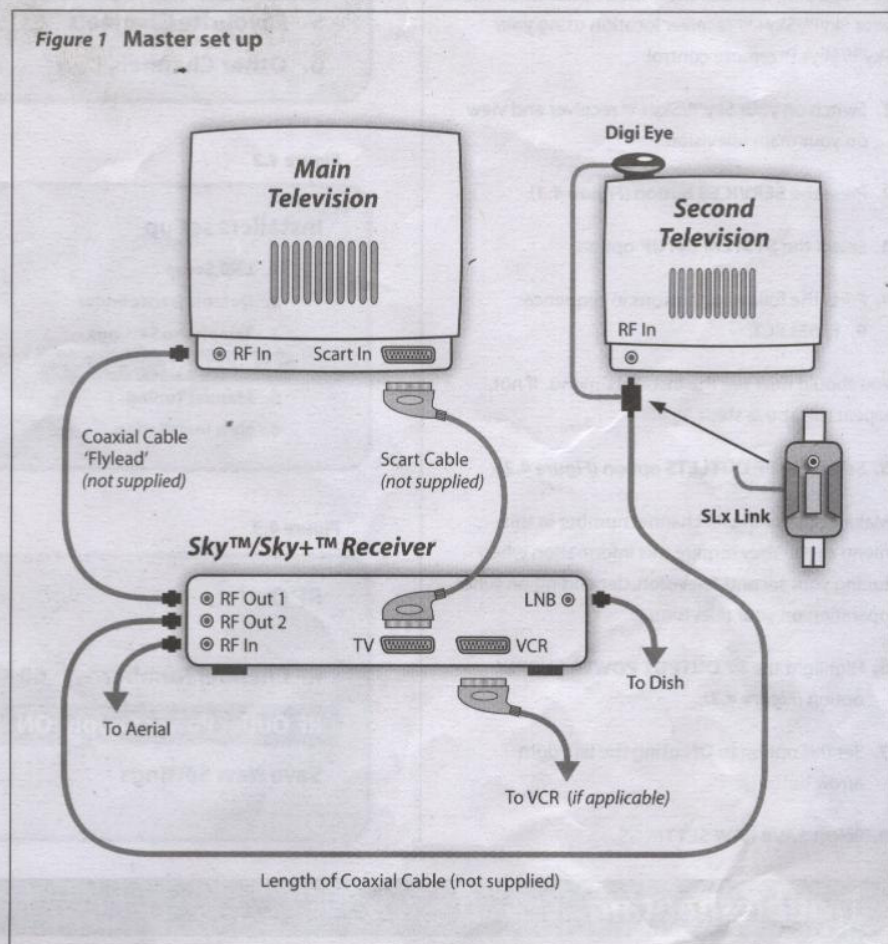 Figure 1 Master set up
Digi Eye
Main
Television
Second
Television
RF In
RF In
Scart In
Coaxial Cable
'Flylead'
(not supplied)
Scart Cable
(not supplied)
SLx Link
Sky™/Sky+™ Receiver
RF Out 1
RF Out 2
RF In
TV
VCR
LNB
To Aerial
To Dish
To VCR (if applicable)
Length of Coaxial Cable (not supplied)